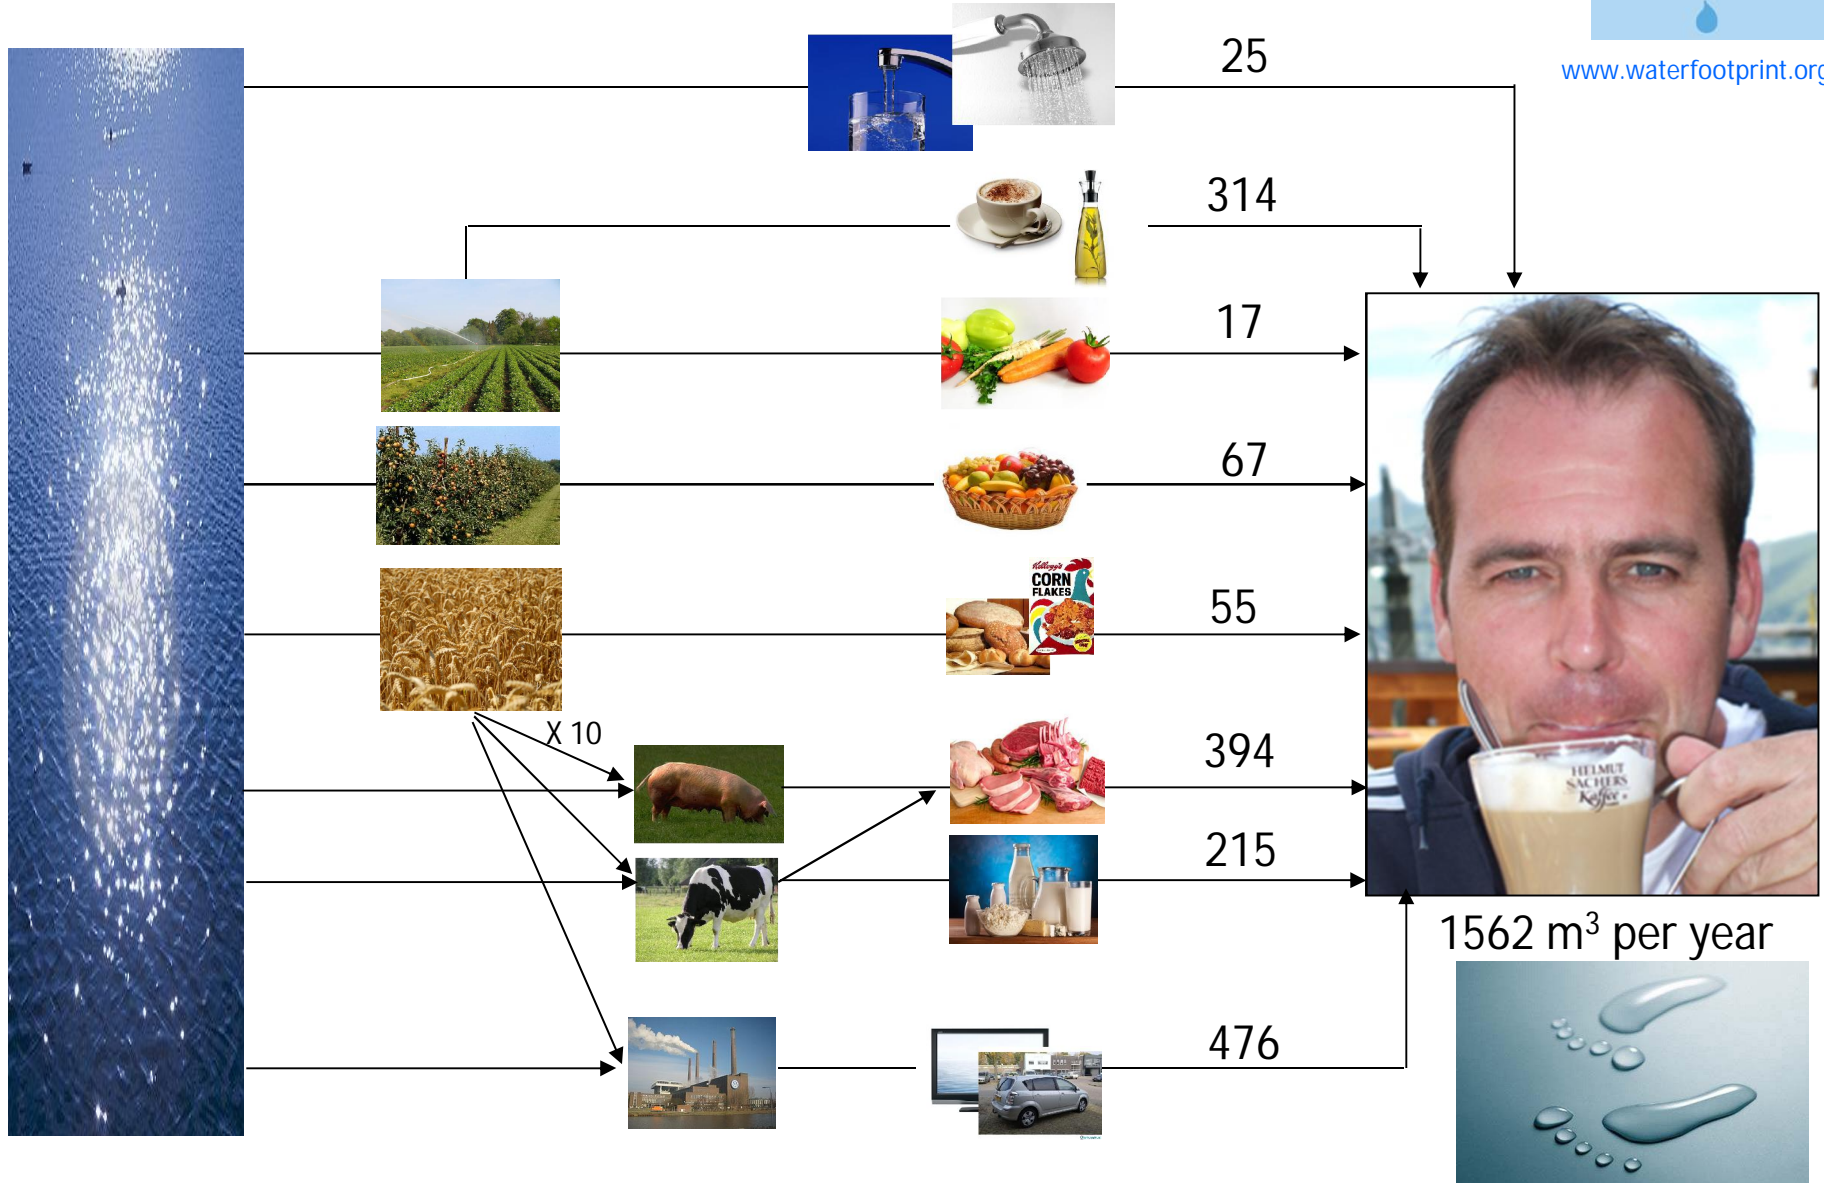 25
www.waterfootprint.org
314
17
67
Kellogg's
CORN
FLAKES
55
X 10
394
HELMUT
SACHERS
Kaffee
215
1562 m³ per year
476